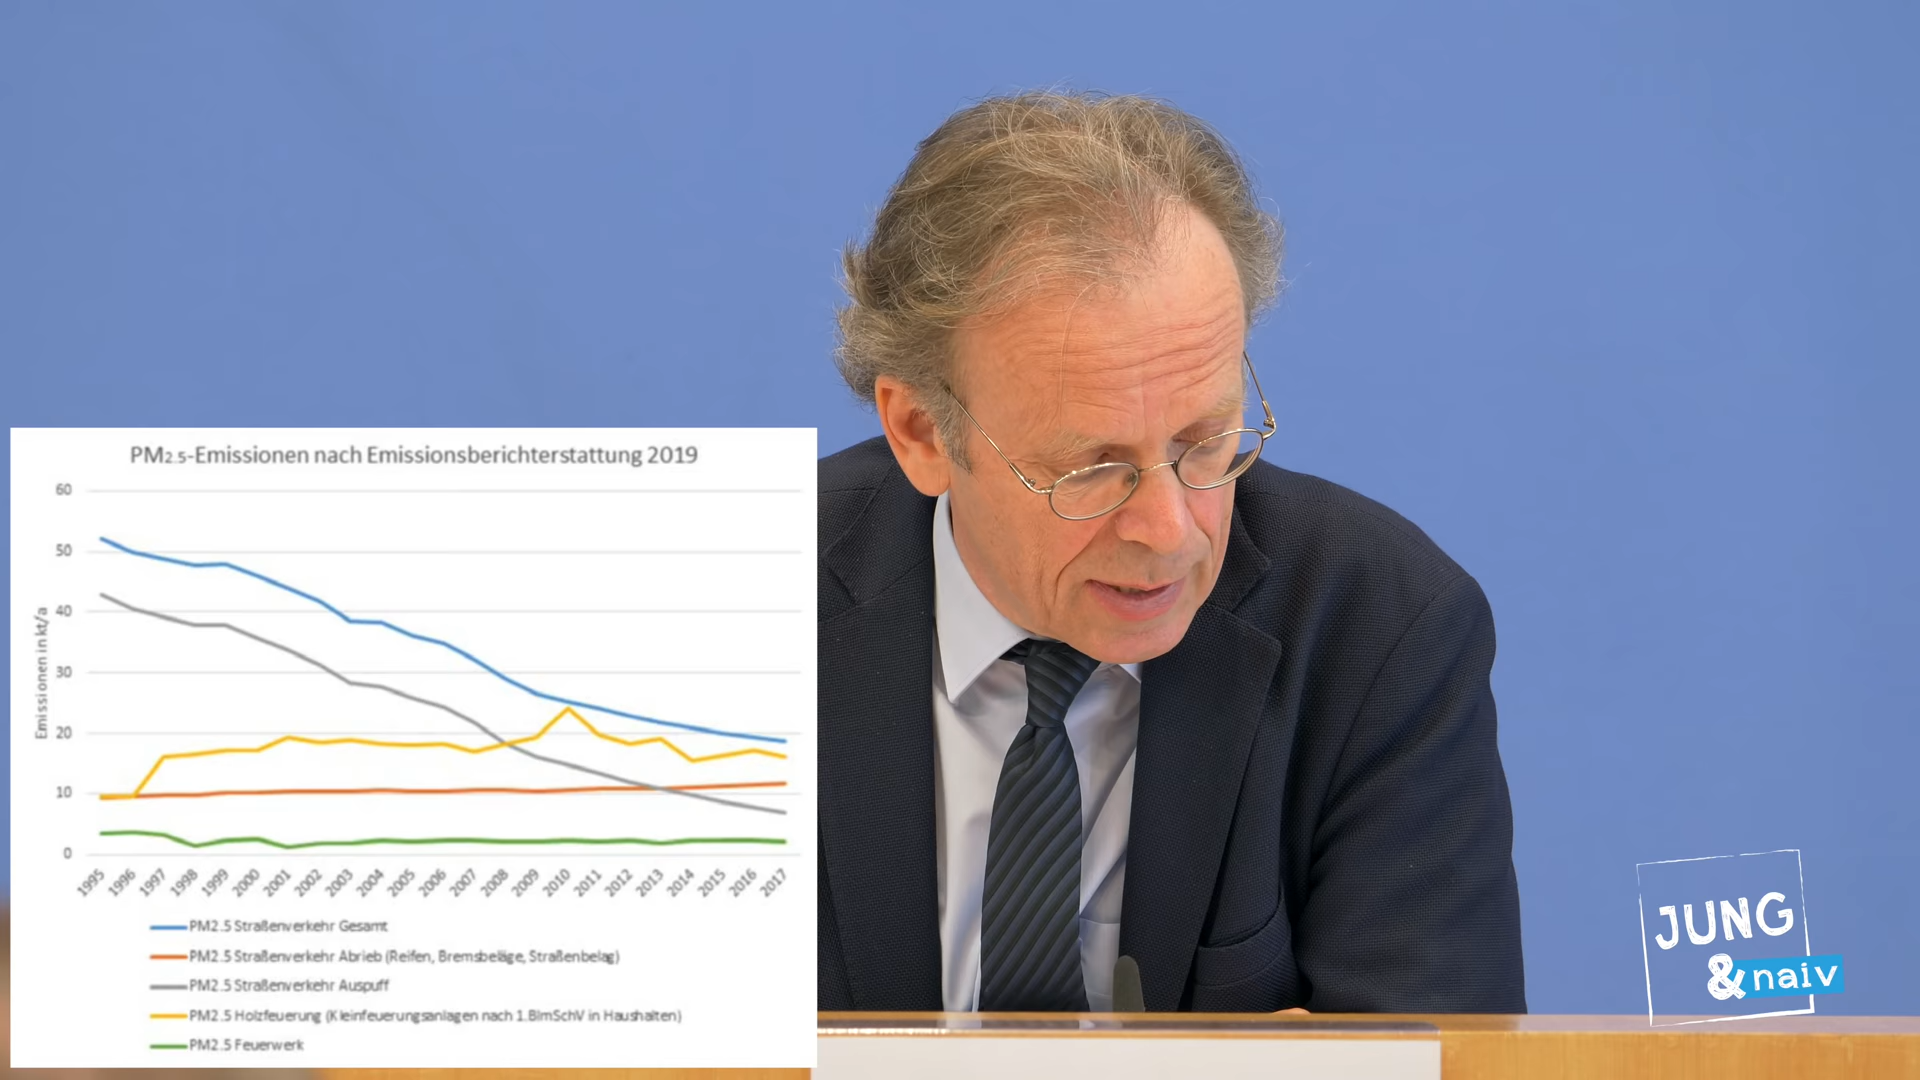 PM2.5-Emissionen nach Emissionsberichterstattung 2019
Emissionen in kt/a
60
50
40
30
20
10
0
1995 1996 1997 1998 1999 2000 2001 2002 2003 2004 2005 2006 2007 2008 2009 2010 2011 2012 2013 2014 2015 2016 2017
PM2.5 Straßenverkehr Gesamt
PM2.5 Straßenverkehr Abrieb (Reifen, Bremsbeläge, Straßenbelag)
PM2.5 Straßenverkehr Auspuff
PM2.5 Holzfeuerung (Kleinfeuerungsanlagen nach 1.BImSchV in Haushalten)
PM2.5 Feuerwerk
JUNG
&naiv